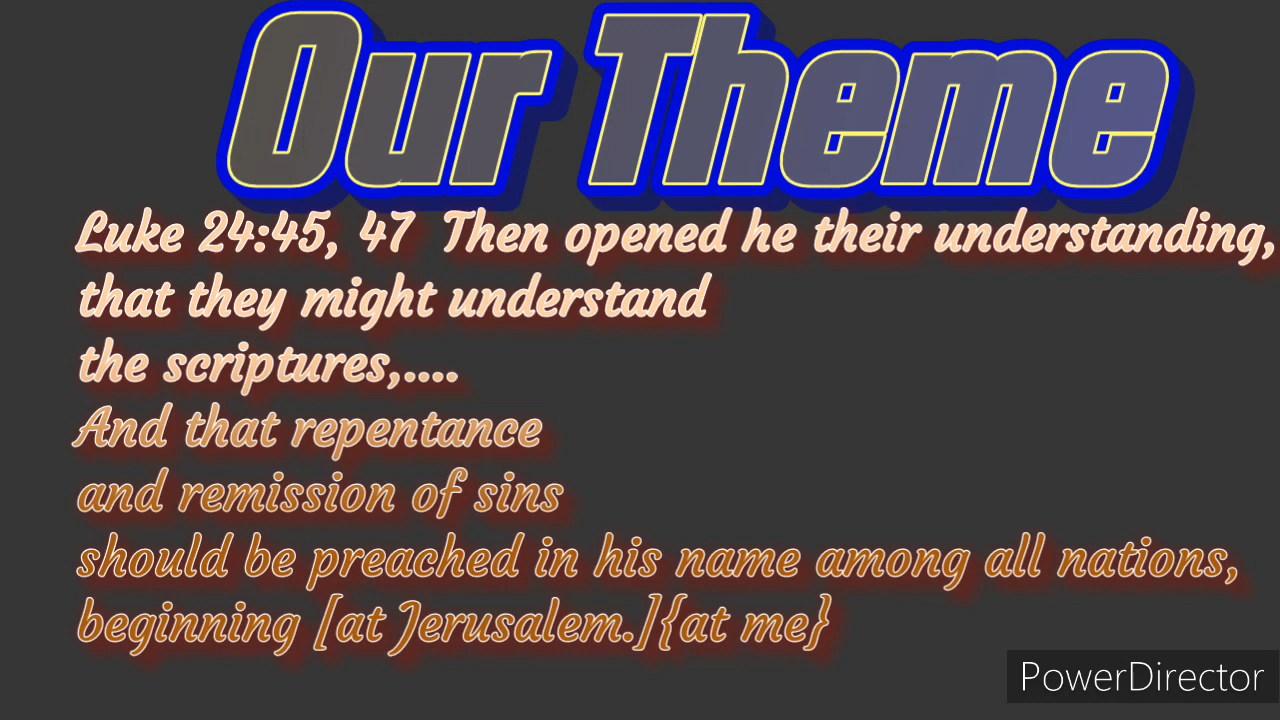 Our Theme
Luke 24:45, 47 Then opened he their understanding,
that they might understand
the scriptures,....
And that repentance
and remission of sins
should be preached in his name among all nations,
beginning [at Jerusalem.]{at me}
PowerDirector